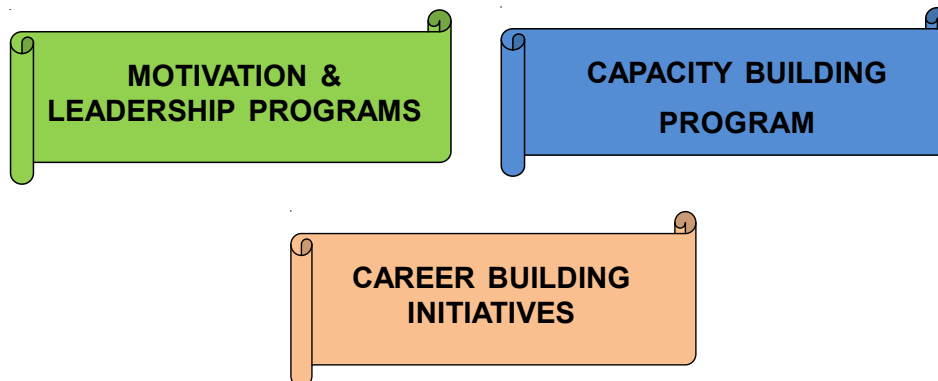 MOTIVATION &
LEADERSHIP PROGRAMS
CAPACITY BUILDING
PROGRAM
CAREER BUILDING
INITIATIVES